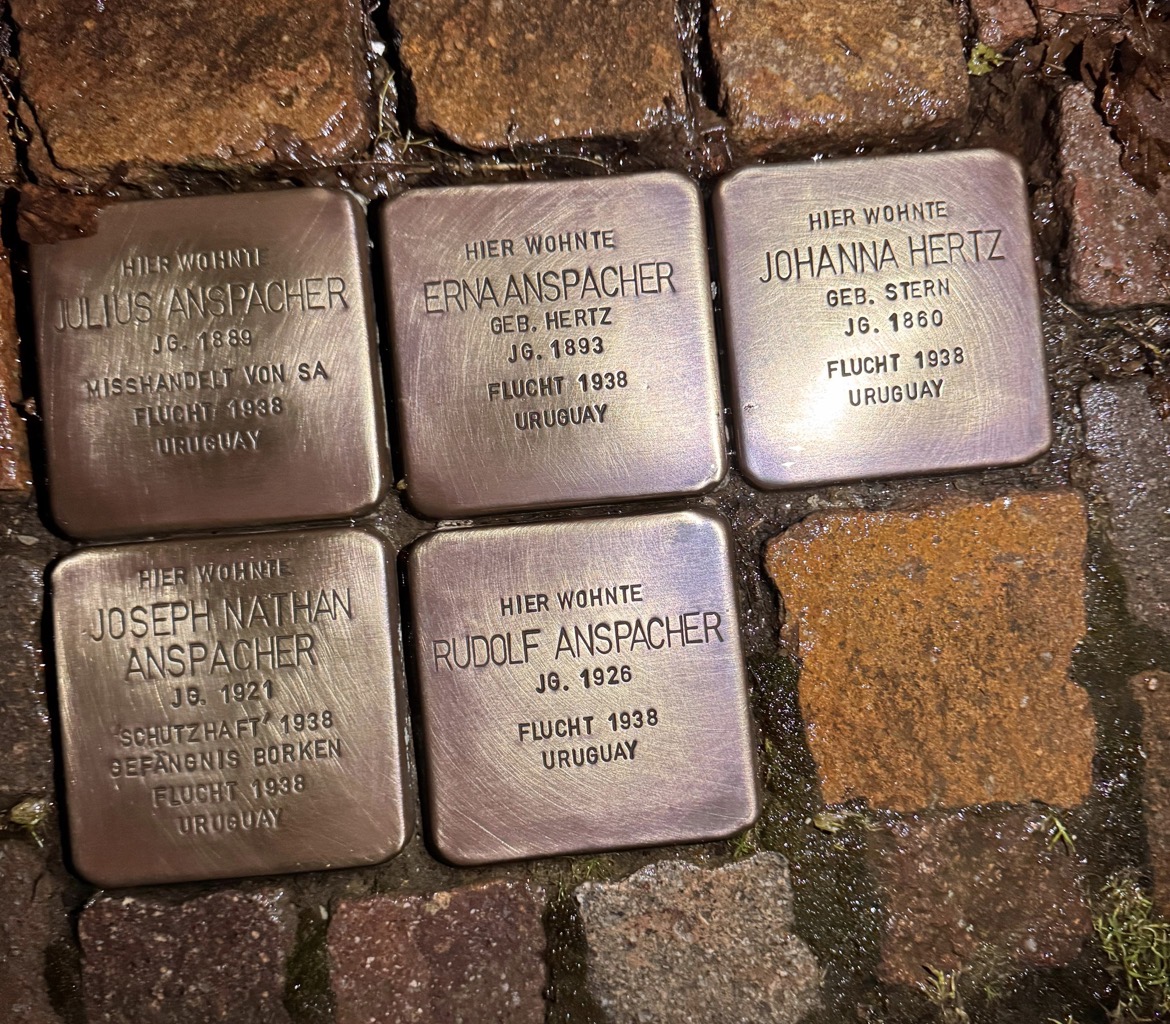 HIER WOHNTE
JULIUS ANSPACHER
JG. 1889
MISSHANDELT VON SA
FLUCHT 1938
URUGUAY
HIER WOHNTE
ERNA ANSPACHER
GEB. HERTZ
JG. 1893
FLUCHT 1938
URUGUAY
HIER WOHNTE
JOHANNA HERTZ
GEB. STERN
JG. 1860
FLUCHT 1938
URUGUAY
HIER WOHNTE
JOSEPH NATHAN
ANSPACHER
JG. 1921
'SCHUTZHAFT' 1938
GEFÄNGNIS BORKEN
FLUCHT 1938
URUGUAY
HIER WOHNTE
RUDOLF ANSPACHER
JG. 1926
FLUCHT 1938
URUGUAY